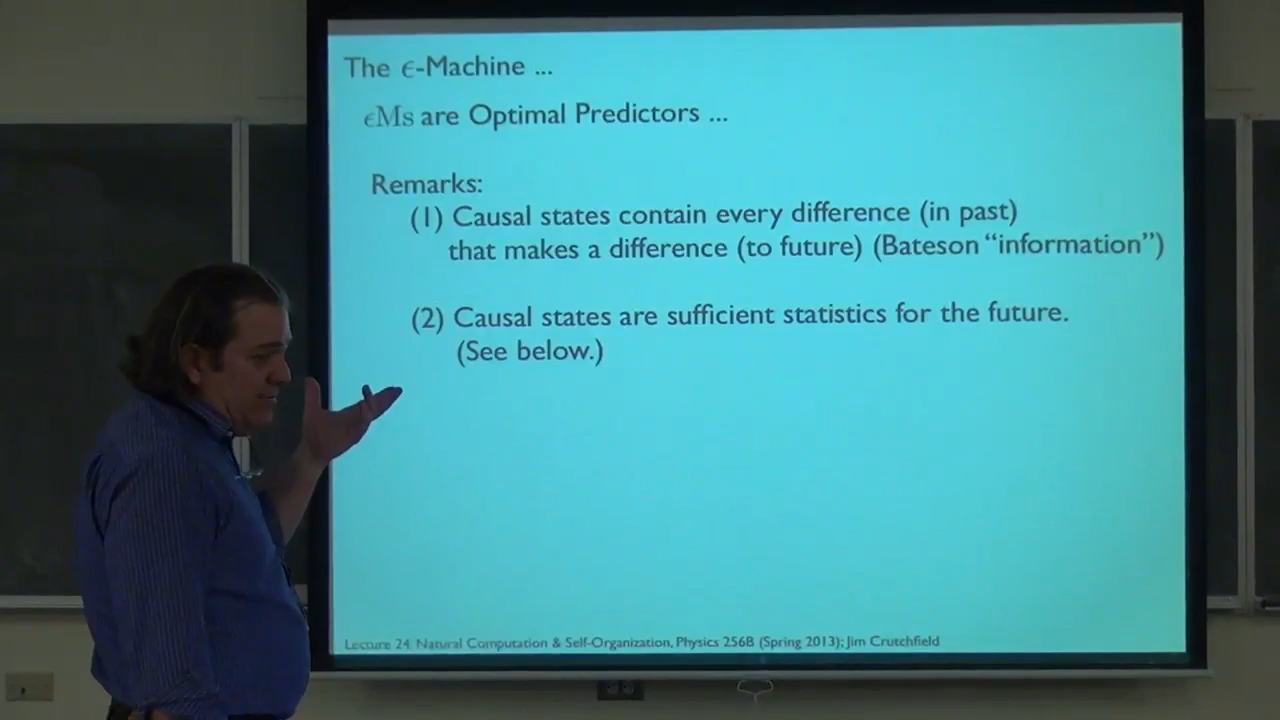 The ϵ-Machine ...
ϵMs are Optimal Predictors ...
Remarks:
(1) Causal states contain every difference (in past)
that makes a difference (to future) (Bateson “information”)
(2) Causal states are sufficient statistics for the future.
(See below.)
Lecture 24 Natural Computation & Self-Organization, Physics 256B (Spring 2013); Jim Crutchfield